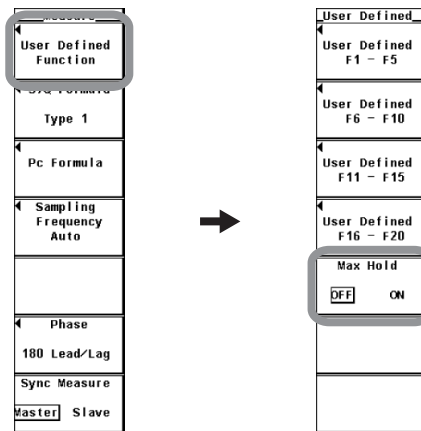 Measure
User Defined
Function
S/Q Formula
Type 1
Pc Formula
Sampling
Frequency
Auto
Phase
180 Lead/Lag
Sync Measure
Master Slave
User Defined
User Defined
F1 - F5
User Defined
F6 - F10
User Defined
F11 - F15
User Defined
F16 - F20
Max Hold
OFF ON